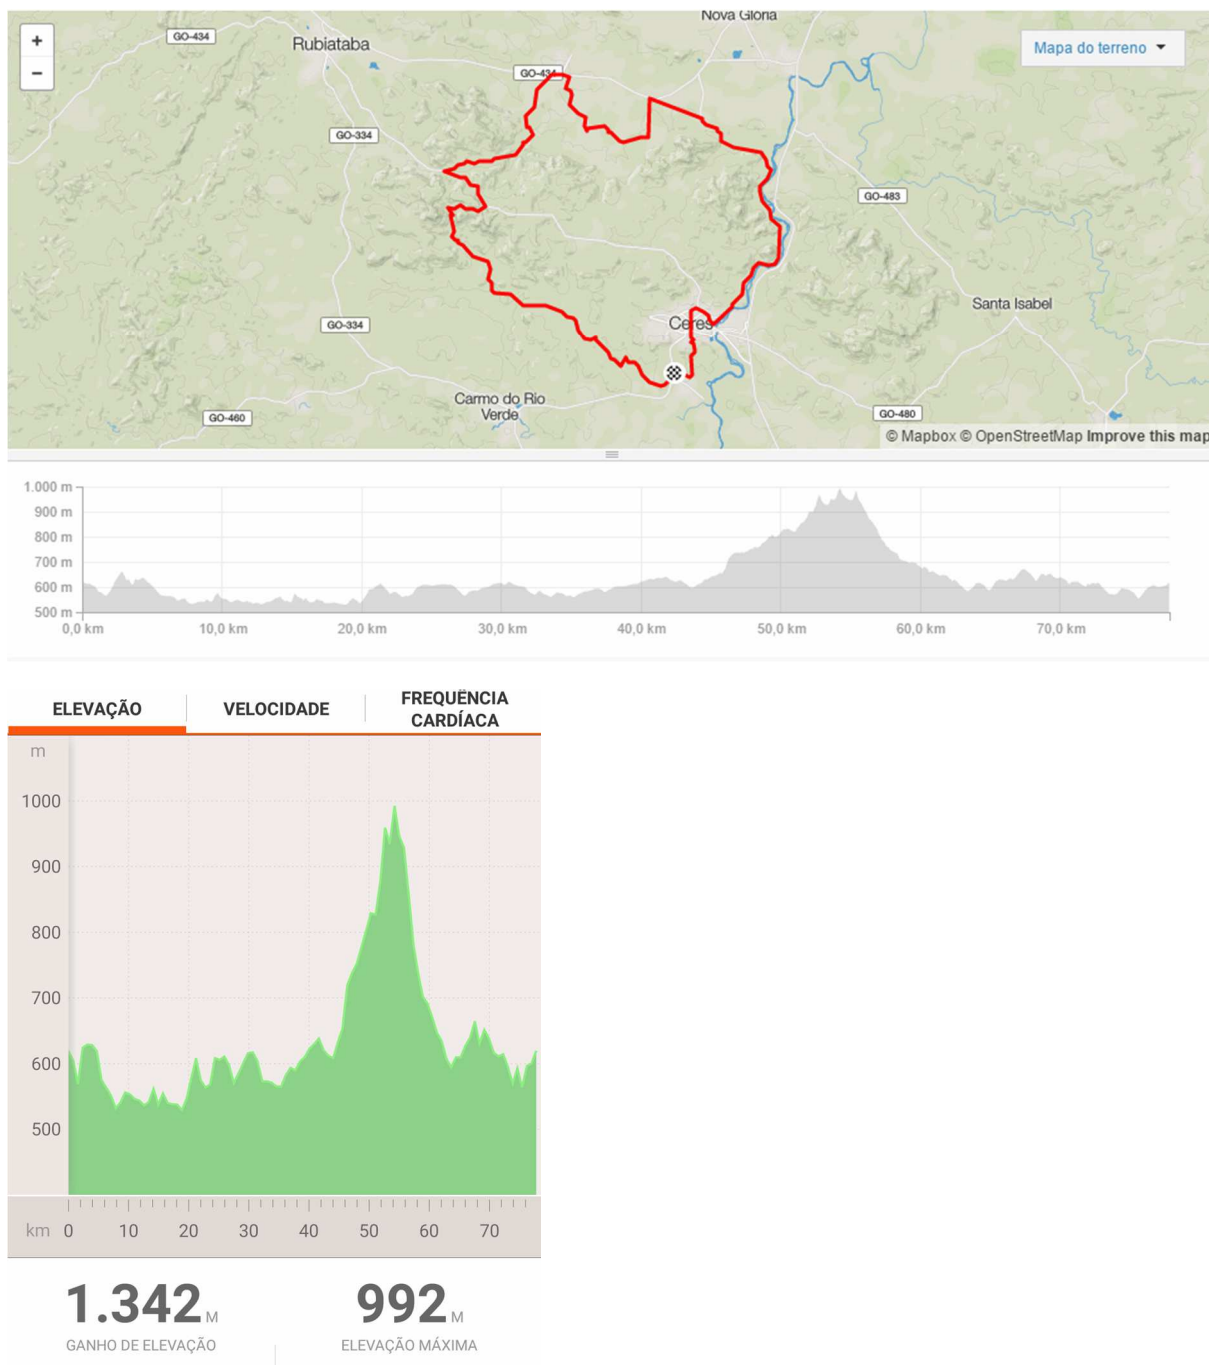 Nova Glória
GO-434
Rubiataba
+
Mapa do terreno
−
GO-434
GO-334
GO-483
Santa Isabel
GO-334
Ceres
Carmo do Rio
Verde
GO-460
GO-480
© Mapbox © OpenStreetMap Improve this map
1.000 m
900 m
800 m
700 m
600 m
500 m
0,0 km 10,0 km 20,0 km 30,0 km 40,0 km 50,0 km 60,0 km 70,0 km
ELEVAÇÃO VELOCIDADE FREQUÊNCIA
CARDÍACA
m
1000
900
800
700
600
500
km 0 10 20 30 40 50 60 70
1.342 M 992 M
GANHO DE ELEVAÇÃO ELEVAÇÃO MÁXIMA